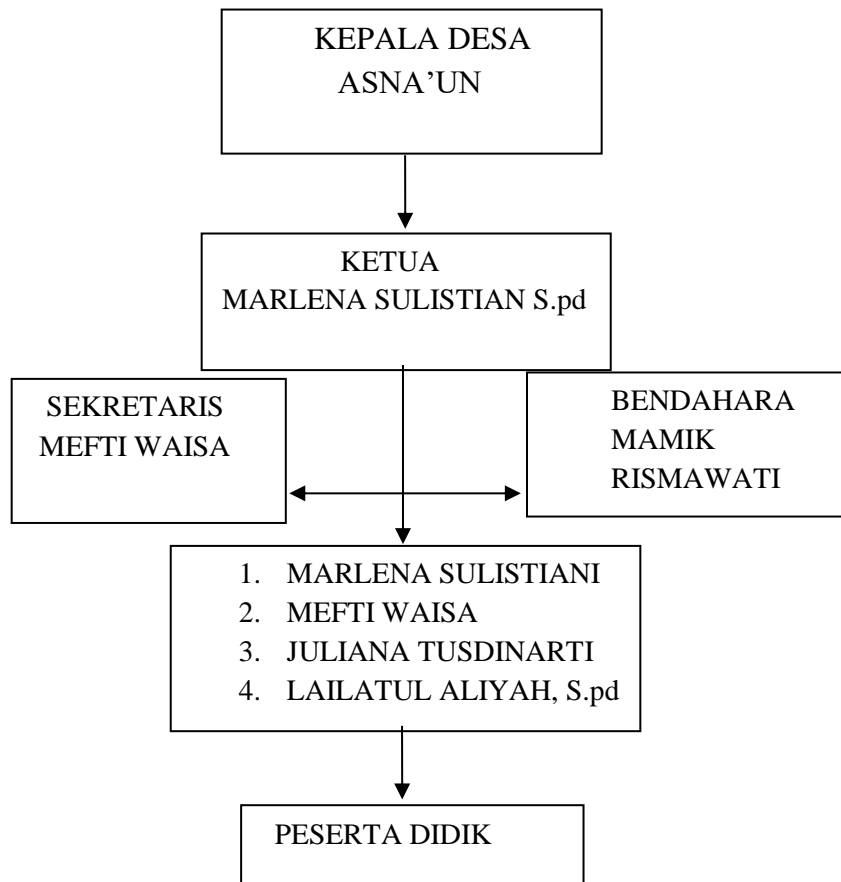 KEPALA DESA
ASNA’UN
KETUA
MARLENA SULISTIAN S.pd
SEKRETARIS
MEFTI WAISA
BENDAHARA
MAMIK
RISMAWATI
1. MARLENA SULISTIANI
2. MEFTI WAISA
3. JULIANA TUSDINARTI
4. LAILATUL ALIYAH, S.pd
PESERTA DIDIK